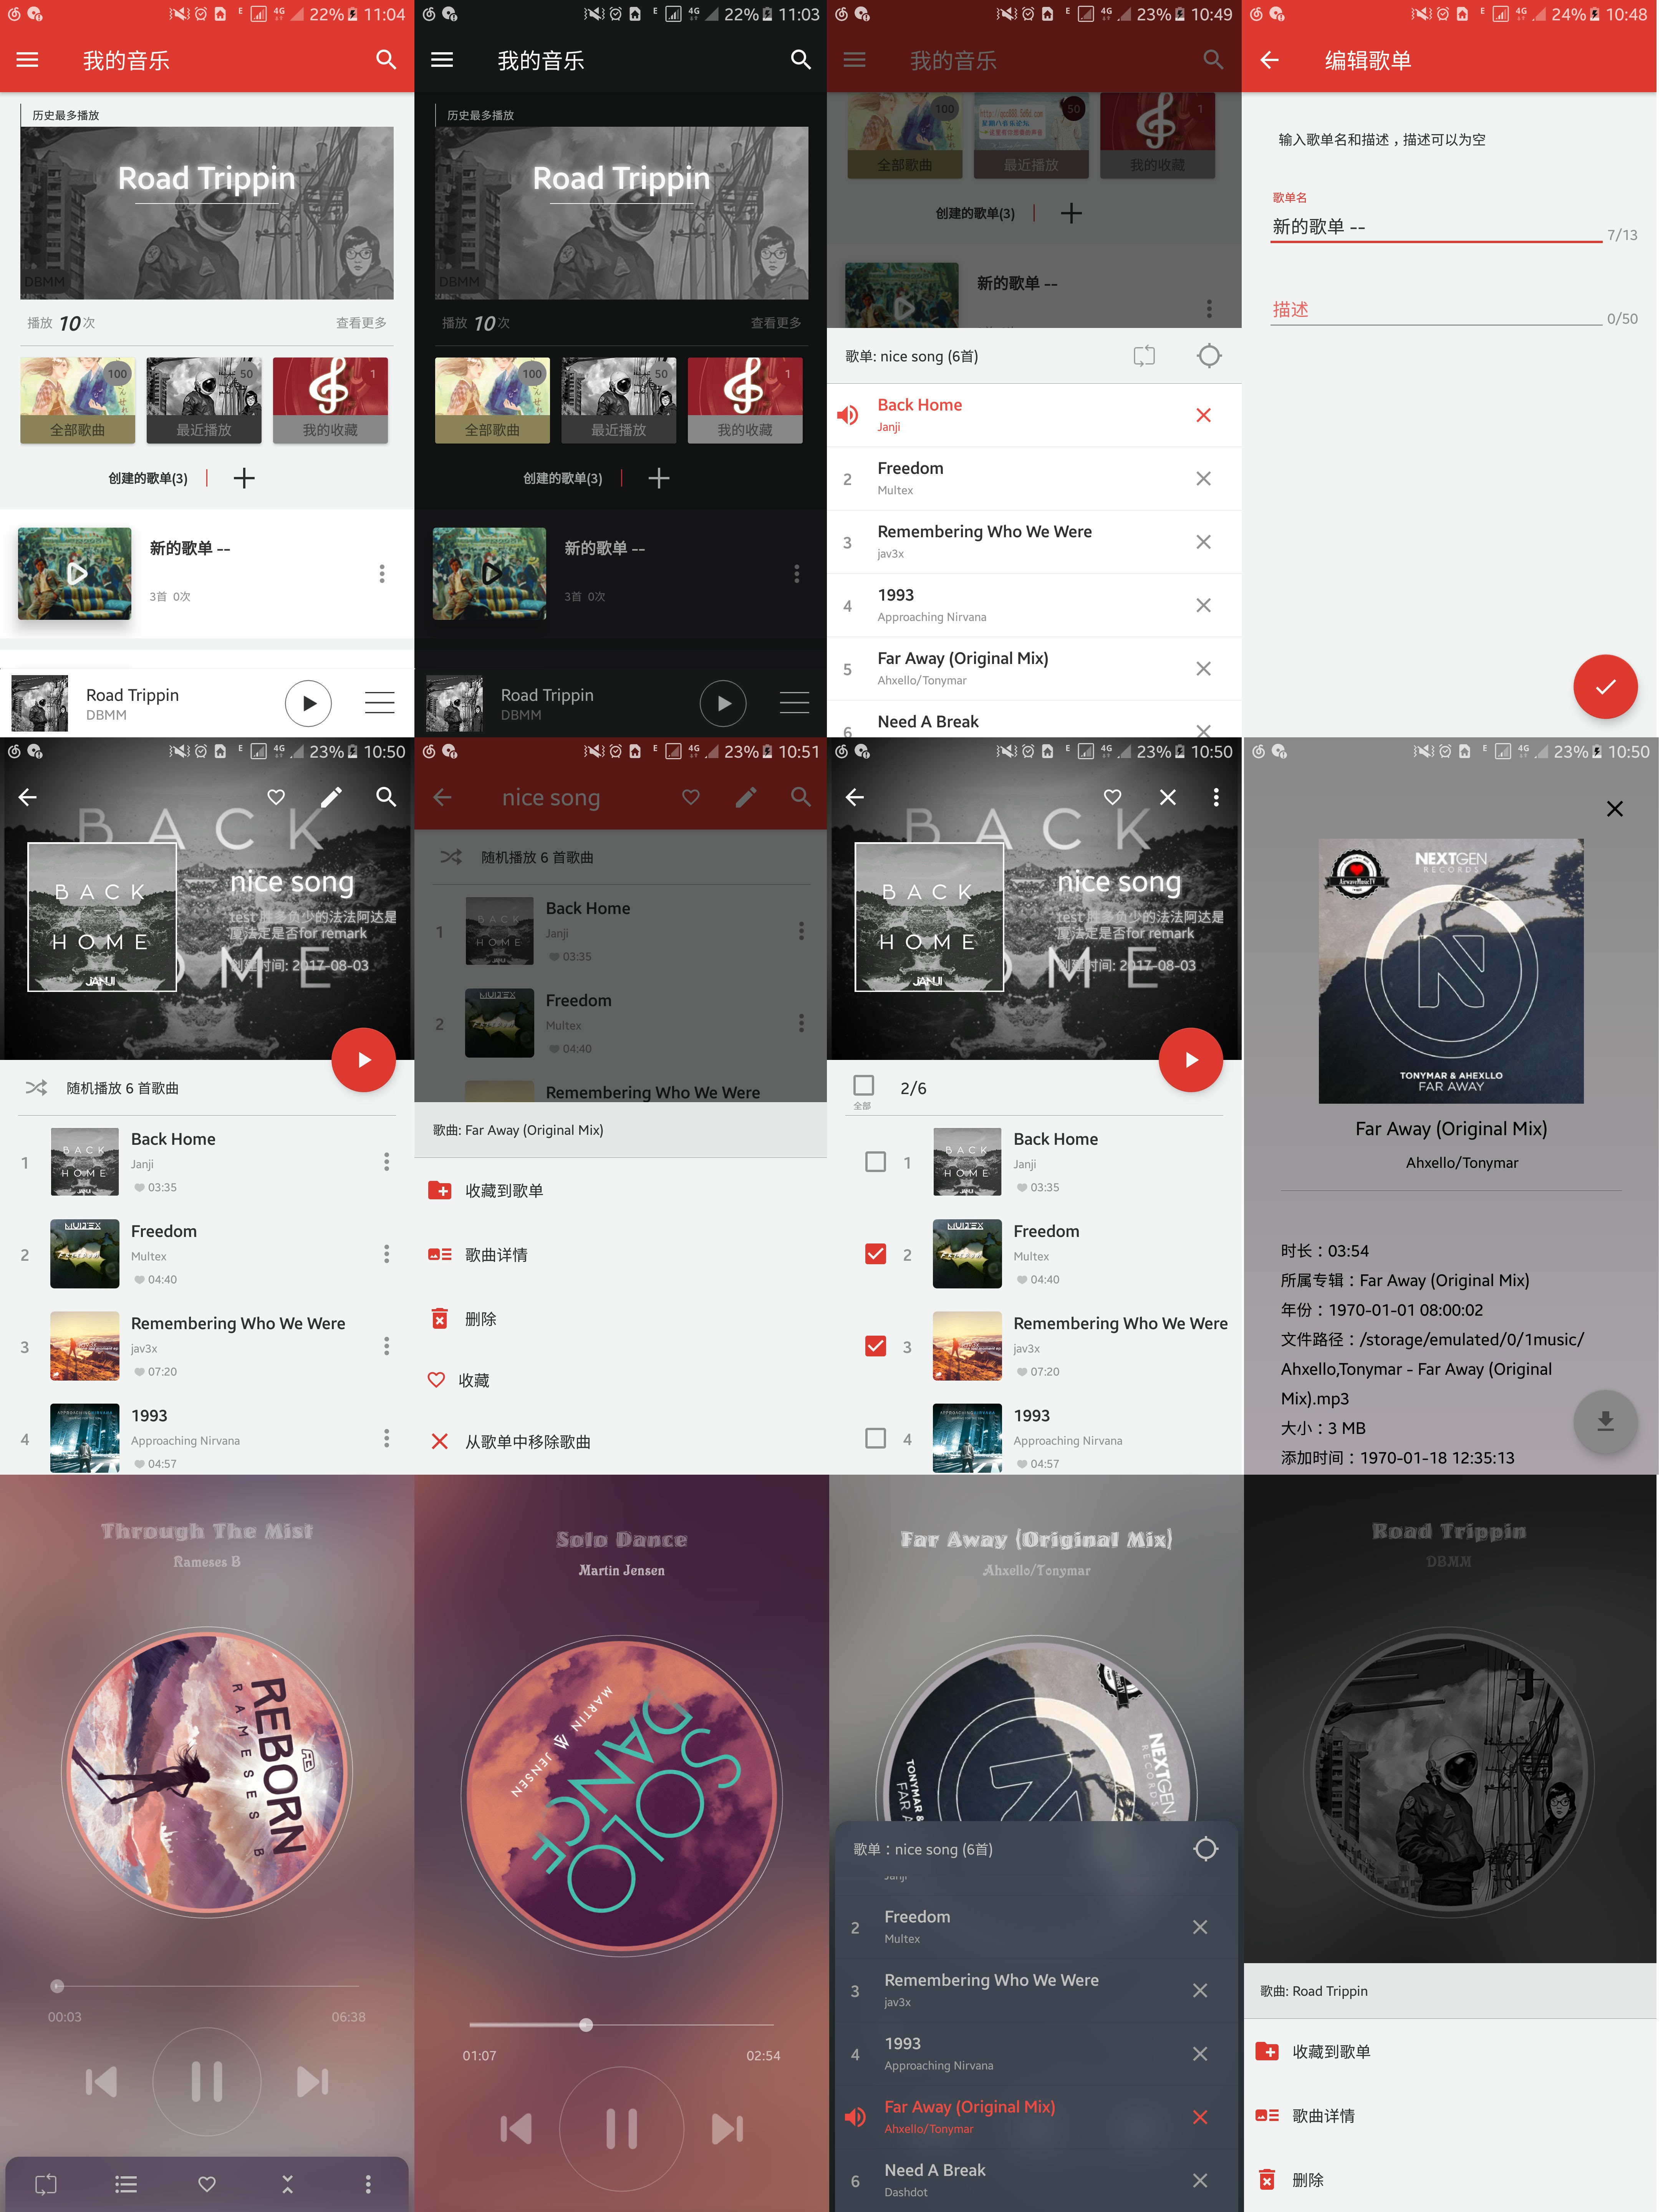 22% 11:04
我的音乐
历史最多播放
Road Trippin
DBMM
播放 10 次
查看更多
100
50
1
全部歌曲
最近播放
我的收藏
创建的歌单(3)
新的歌单 --
3首 0次
Road Trippin
DBMM
22% 11:03
我的音乐
历史最多播放
Road Trippin
DBMM
播放 10 次
查看更多
100
50
1
全部歌曲
最近播放
我的收藏
创建的歌单(3)
新的歌单 --
3首 0次
Road Trippin
DBMM
23% 10:49
我的音乐
100
50
1
全部歌曲
最近播放
我的收藏
创建的歌单(3)
新的歌单 --
歌单: nice song (6首)
Back Home
Janji
2
Freedom
Multex
3
Remembering Who We Were
jav3x
4
1993
Approaching Nirvana
5
Far Away (Original Mix)
Ahxello/Tonymar
6
Need A Break
24% 10:48
编辑歌单
输入歌单名和描述，描述可以为空
歌单名
新的歌单 --
7/13
描述
0/50
23% 10:50
BACK
HOME
BACK
HOME
JANJI
nice song
test 胜多负少的法法阿达是
厦法定是否for remark
创建时间: 2017-08-03
随机播放 6 首歌曲
1
Back Home
Janji
03:35
2
Freedom
Multex
04:40
3
Remembering Who We Were
jav3x
07:20
4
1993
Approaching Nirvana
04:57
23% 10:51
nice song
随机播放 6 首歌曲
1
Back Home
Janji
03:35
2
Freedom
Multex
04:40
Remembering Who We Were
歌曲: Far Away (Original Mix)
收藏到歌单
歌曲详情
删除
收藏
从歌单中移除歌曲
23% 10:50
BACK
HOME
BACK
HOME
JANJI
nice song
test 胜多负少的法法阿达是
厦法定是否for remark
创建时间: 2017-08-03
全部
2/6
1
Back Home
Janji
03:35
2
Freedom
Multex
04:40
3
Remembering Who We Were
jav3x
07:20
4
1993
Approaching Nirvana
04:57
23% 10:50
NEXTGEN
RECORDS
TONYMAR & AHEXLLO
FAR AWAY
Far Away (Original Mix)
Ahxello/Tonymar
时长：03:54
所属专辑：Far Away (Original Mix)
年份：1970-01-01 08:00:02
文件路径：/storage/emulated/0/1music/
Ahxello,Tonymar - Far Away (Original
Mix).mp3
大小：3 MB
添加时间：1970-01-18 12:35:13
Through The Mist
Rameses B
REBORN
RAMESES B
00:03
06:38
Solo Dance
Martin Jensen
MARTIN JENSEN
SOLO
DANCE
01:07
02:54
Far Away (Original Mix)
Ahxello/Tonymar
NEXTGEN
RECORDS
TONYMAR &
FAR A
歌单：nice song (6首)
Janji
2
Freedom
Multex
3
Remembering Who We Were
jav3x
4
1993
Approaching Nirvana
Far Away (Original Mix)
Ahxello/Tonymar
6
Need A Break
Dashdot
Road Trippin
DBMM
歌曲: Road Trippin
收藏到歌单
歌曲详情
删除